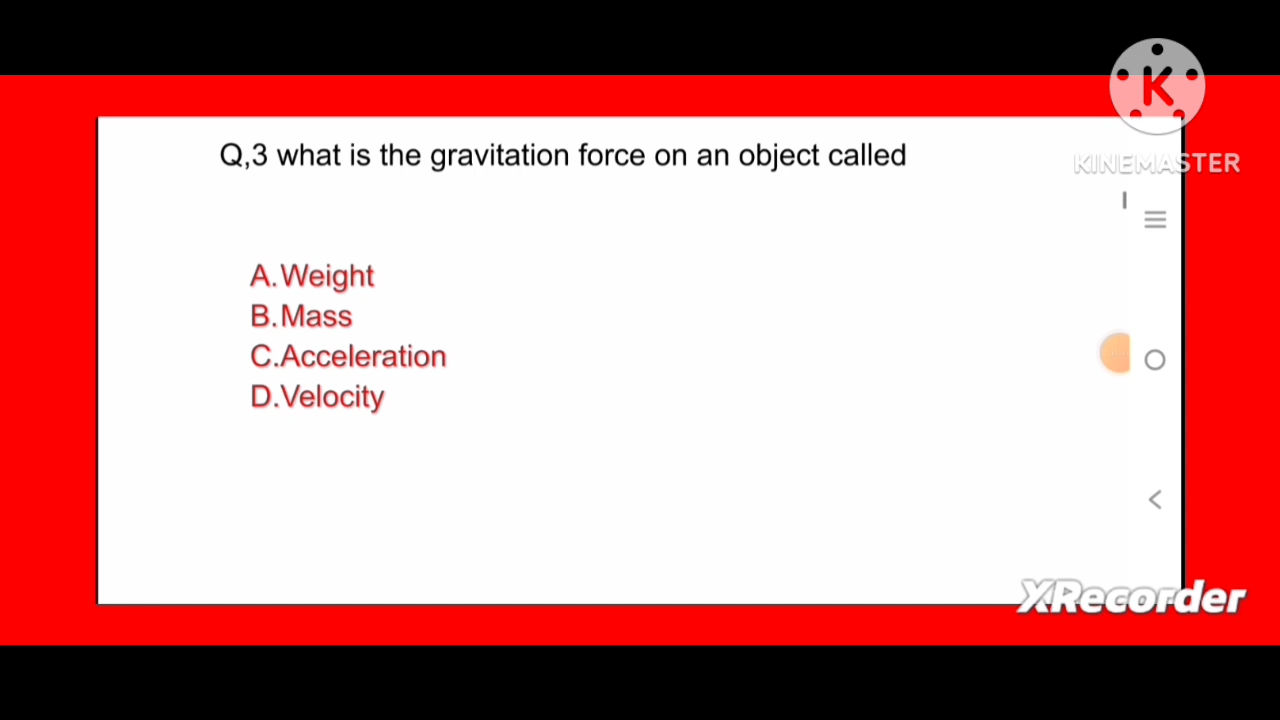 K
KINEMASTER
Q,3 what is the gravitation force on an object called
A.Weight
B.Mass
C.Acceleration
D.Velocity
XRecorder